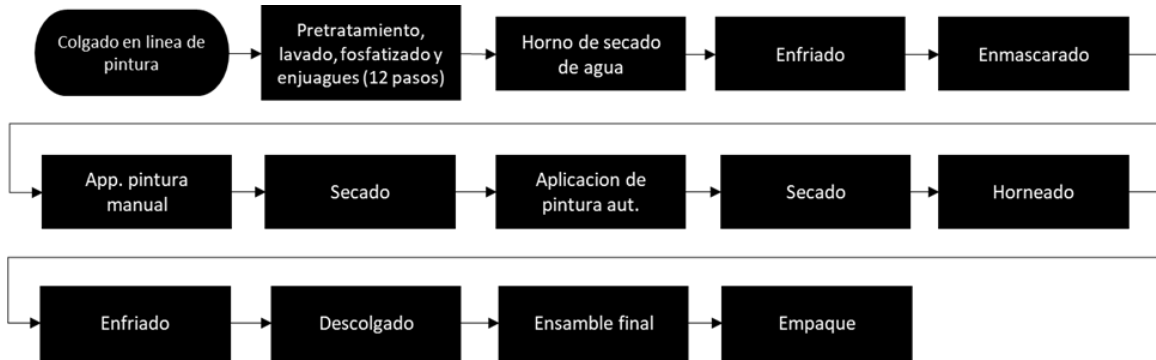 Colgado en linea de
pintura
Pretratamiento,
lavado, fosfatizado y
enjuagues (12 pasos)
Horno de secado
de agua
Enfriado
Enmascarado
App. pintura
manual
Secado
Aplicacion de
pintura aut.
Secado
Horneado
Enfriado
Descolgado
Ensamble final
Empaque